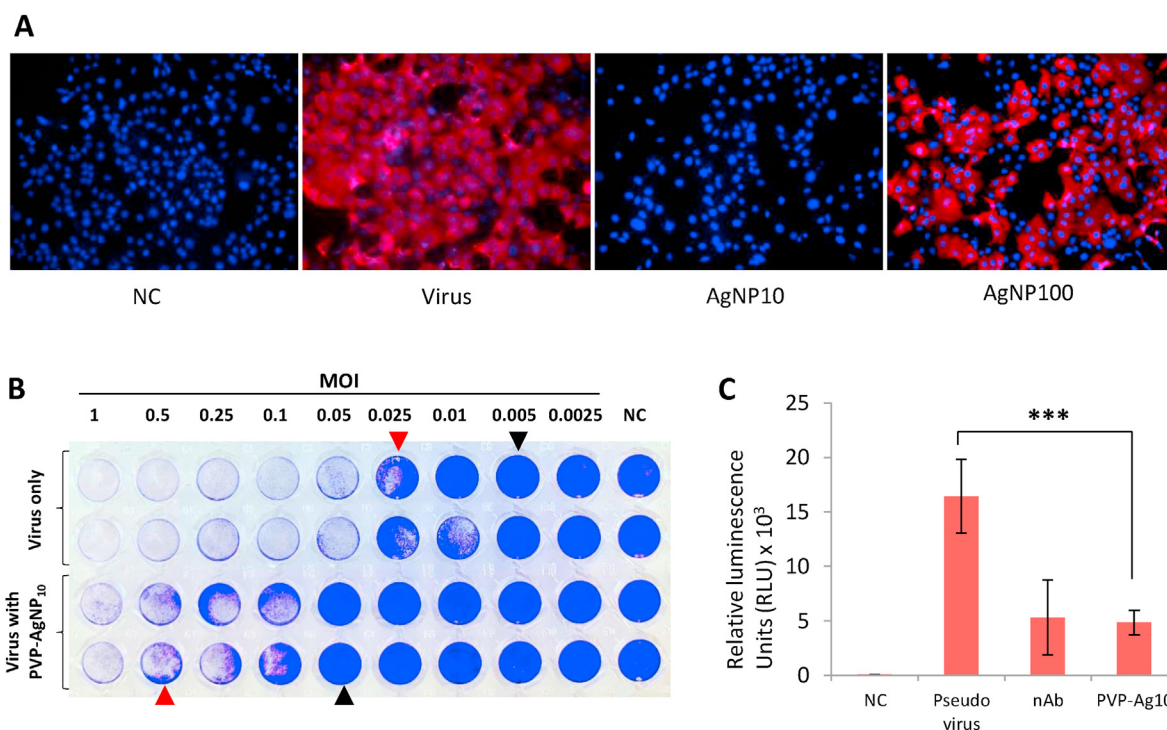 A
NC Virus AgNP10 AgNP100
B
MOI
1 0.5 0.25 0.1 0.05 0.025 0.01 0.005 0.0025 NC
Virus only
Virus with
PVP-AgNP10
C
Relative luminescence
Units (RLU) x 10³
25
20
15
10
5
0
***
NC Pseudo nAb PVP-Ag10
virus